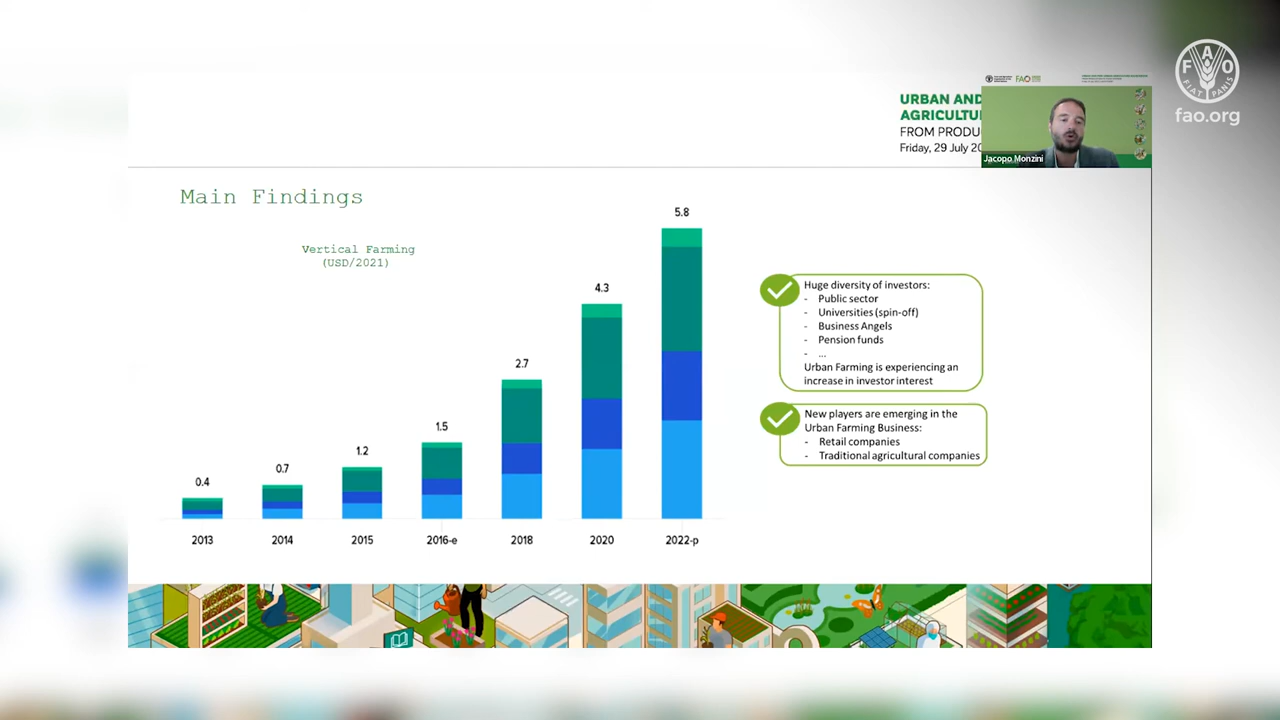 FAO
FIAT PANIS
fao.org
URBAN AND
AGRICULTU
FROM PRODU
Friday, 29 July 20
Jacopo Monzini
Main Findings
Vertical Farming
(USD/2021)
5.8
4.3
2.7
1.5
1.2
0.7
0.4
2013
2014
2015
2016-e
2018
2020
2022-p
Huge diversity of investors:
- Public sector
- Universities (spin-off)
- Business Angels
- Pension funds
- ...
Urban Farming is experiencing an
increase in investor interest
New players are emerging in the
Urban Farming Business:
- Retail companies
- Traditional agricultural companies